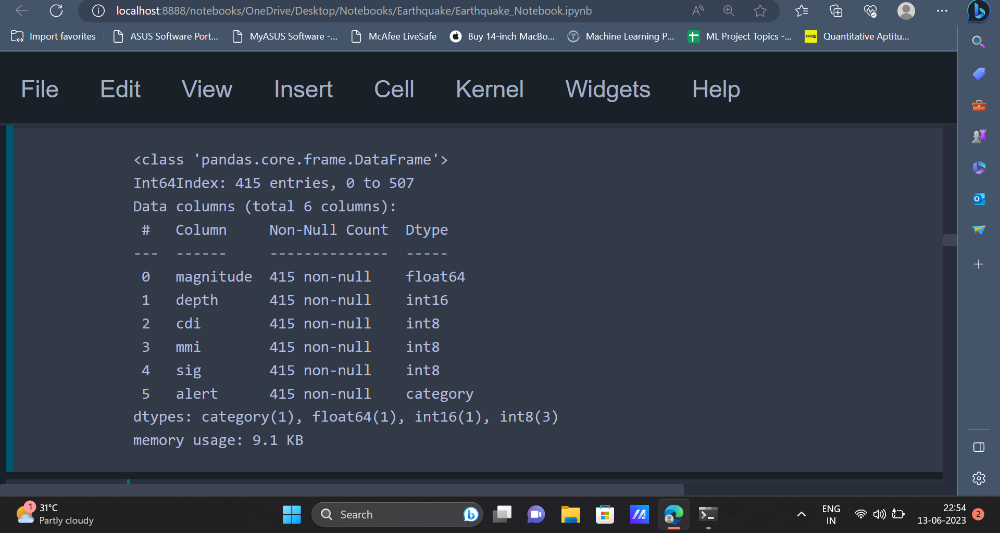 localhost:8888/notebooks/OneDrive/Desktop/Notebooks/Earthquake/Earthquake_Notebook.ipynb
Import favorites ASUS Software Port... MyASUS Software -... McAfee LiveSafe Buy 14-inch MacBo... Machine Learning P... ML Project Topics -... Quantitative Aptitu...
File Edit View Insert Cell Kernel Widgets Help
<class 'pandas.core.frame.DataFrame'>
Int64Index: 415 entries, 0 to 507
Data columns (total 6 columns):
 #   Column     Non-Null Count  Dtype
---  ------     --------------  -----
 0   magnitude  415 non-null    float64
 1   depth      415 non-null    int16
 2   cdi        415 non-null    int8
 3   mmi        415 non-null    int8
 4   sig        415 non-null    int8
 5   alert      415 non-null    category
dtypes: category(1), float64(1), int16(1), int8(3)
memory usage: 9.1 KB
1 31°C
Partly cloudy
Search
ENG
IN
22:54
13-06-2023
2